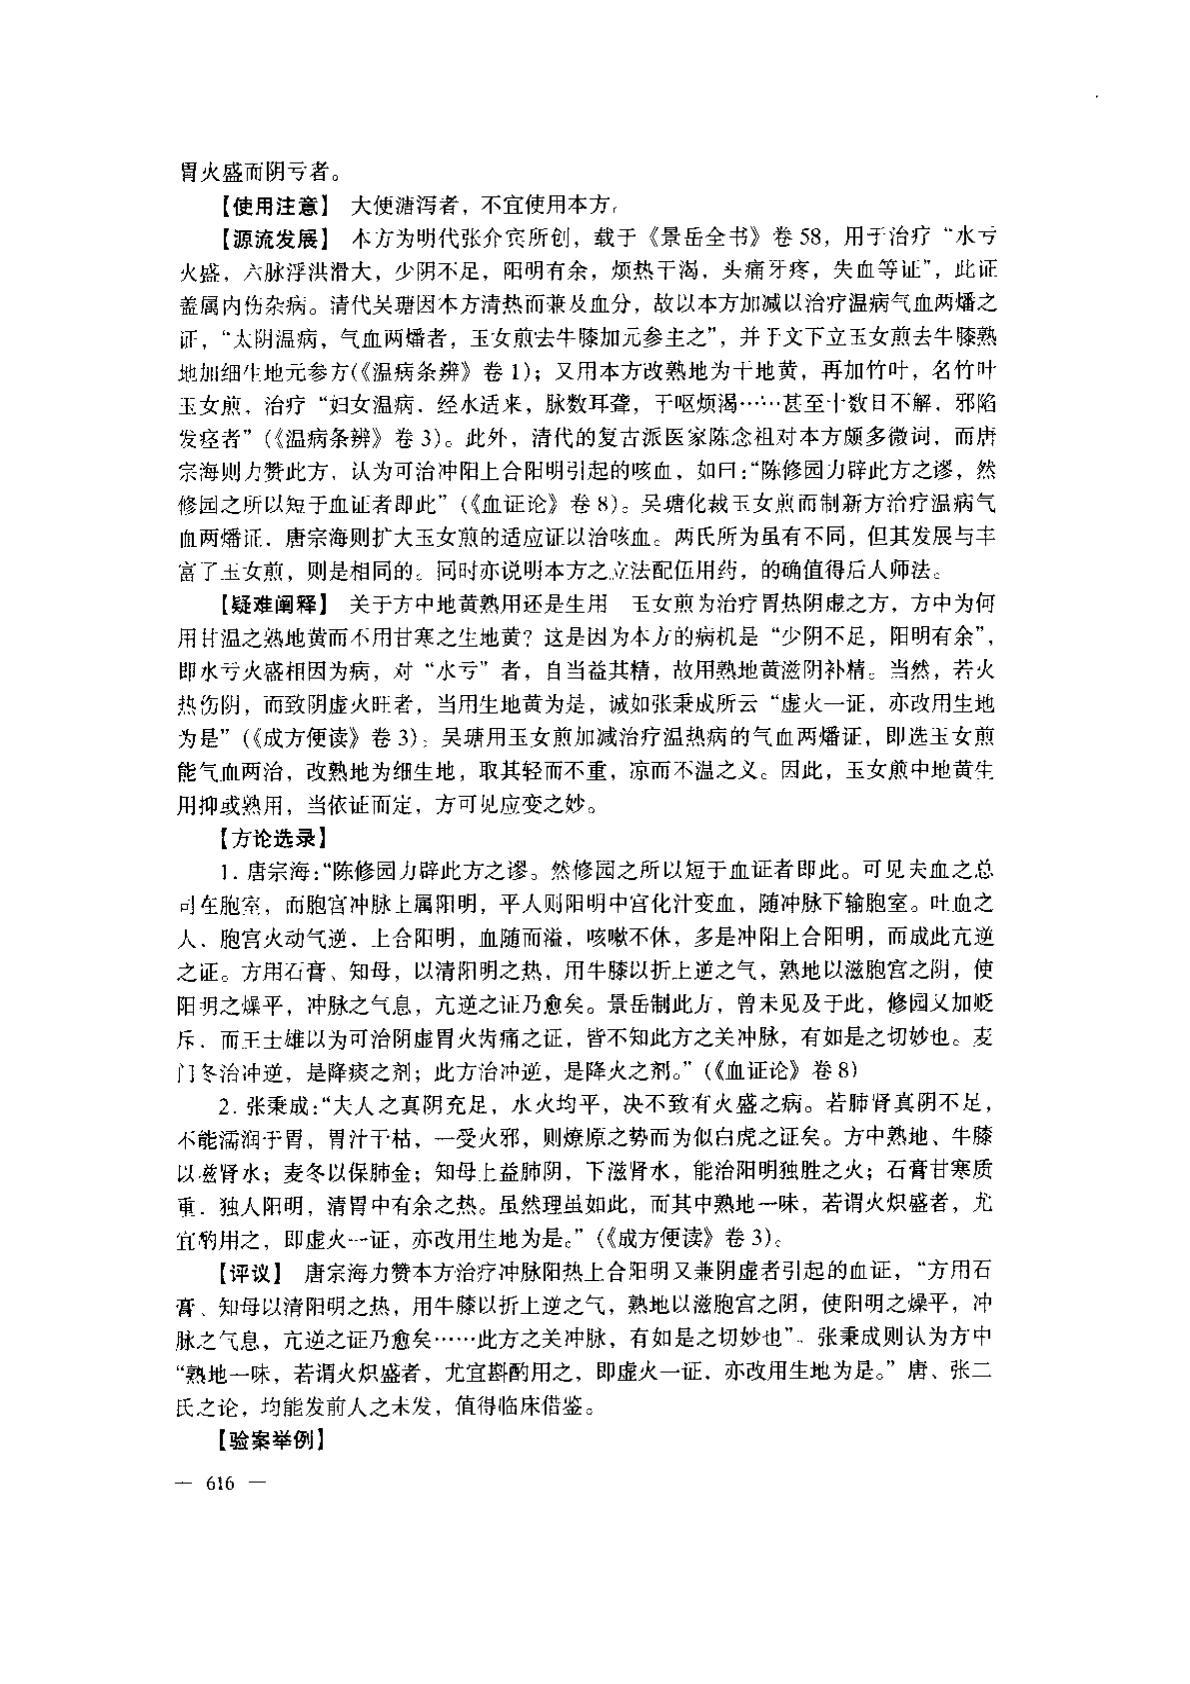 胃火盛而阴亏者。
【使用注意】 大便溏泻者，不宜使用本方。
【源流发展】 本方为明代张介宾所创，载于《景岳全书》卷 58，用于治疗“水亏
火盛，六脉浮洪滑大，少阴不足，阳明有余，烦热干渴，头痛牙疼，失血等证”，此证
盖属内伤杂病。清代吴瑭因本方清热而兼及血分，故以本方加减以治疗温病气血两燔之
证，“太阴温病，气血两燔者，玉女煎去牛膝加元参主之”，并于文下立玉女煎去牛膝熟
地加细生地元参方(《温病条辨》卷 1)；又用本方改熟地为干地黄，再加竹叶，名竹叶
玉女煎，治疗“妇女温病，经水适来，脉数耳聋，干呕烦渴……甚至十数日不解，邪陷
发痉者”(《温病条辨》卷 3)。此外，清代的复古派医家陈念祖对本方颇多微词，而唐
宗海则力赞此方，认为可治冲阳上合阳明引起的咳血，如曰：“陈修园力辟此方之谬，然
修园之所以短于血证者即此”(《血证论》卷 8)。吴瑭化裁玉女煎而制新方治疗温病气
血两燔证，唐宗海则扩大玉女煎的适应证以治咳血。两氏所为虽有不同，但其发展与丰
富了玉女煎，则是相同的。同时亦说明本方之立法配伍用药，的确值得后人师法。
【疑难阐释】 关于方中地黄熟用还是生用　玉女煎为治疗胃热阴虚之方，方中为何
用甘温之熟地黄而不用甘寒之生地黄？这是因为本方的病机是“少阴不足，阳明有余”，
即水亏火盛相因为病，对“水亏”者，自当益其精，故用熟地黄滋阴补精。当然，若火
热伤阴，而致阴虚火旺者，当用生地黄为是，诚如张秉成所云“虚火一证，亦改用生地
为是”(《成方便读》卷 3)；吴瑭用玉女煎加减治疗温热病的气血两燔证，即选玉女煎
能气血两治，改熟地为细生地，取其轻而不重，凉而不温之义。因此，玉女煎中地黄生
用抑或熟用，当依证而定，方可见应变之妙。
【方论选录】
1. 唐宗海：“陈修园力辟此方之谬。然修园之所以短于血证者即此。可见夫血之总
司在胞室，而胞宫冲脉上属阳明，平人则阳明中宫化汁变血，随冲脉下输胞室。吐血之
人，胞宫火动气逆，上合阳明，血随而溢，咳嗽不休，多是冲阳上合阳明，而成此亢逆
之证。方用石膏、知母，以清阳明之热，用牛膝以折上逆之气，熟地以滋胞宫之阴，使
阳明之燥平，冲脉之气息，亢逆之证乃愈矣。景岳制此方，曾未见及于此，修园又加贬
斥，而王士雄以为可治阴虚胃火齿痛之证，皆不知此方之关冲脉，有如是之切妙也。麦
门冬治冲逆，是降痰之剂；此方治冲逆，是降火之剂。”(《血证论》卷 8)
2. 张秉成：“夫人之真阴充足，水火均平，决不致有火盛之病。若肺肾真阴不足，
不能濡润于胃，胃汁干枯，一受火邪，则燎原之势而为似白虎之证矣。方中熟地、牛膝
以滋肾水；麦冬以保肺金；知母上益肺阴，下滋肾水，能治阳明独胜之火；石膏甘寒质
重，独入阳明，清胃中有余之热。虽然理虽如此，而其中熟地一味，若谓火炽盛者，尤
宜酌用之，即虚火一证，亦改用生地为是。”(《成方便读》卷 3)。
【评议】 唐宗海力赞本方治疗冲脉阳热上合阳明又兼阴虚者引起的血证，“方用石
膏、知母以清阳明之热，用牛膝以折上逆之气，熟地以滋胞宫之阴，使阳明之燥平，冲
脉之气息，亢逆之证乃愈矣……此方之关冲脉，有如是之切妙也”。张秉成则认为方中
“熟地一味，若谓火炽盛者，尤宜斟酌用之，即虚火一证，亦改用生地为是。”唐、张二
氏之论，均能发前人之未发，值得临床借鉴。
【验案举例】
— 616 —